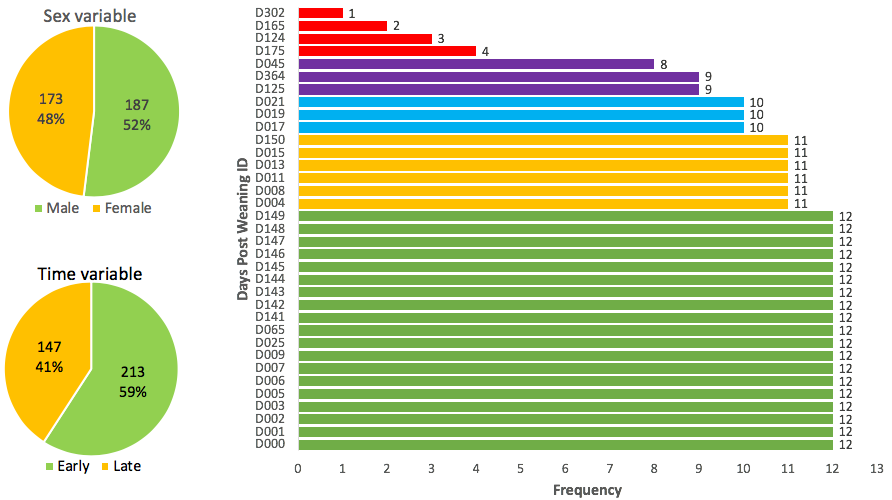 Sex variable
173
48%
187
52%
Male Female
Time variable
147
41%
213
59%
Early Late
Days Post Weaning ID
D302 1
D165 2
D124 3
D175 4
D045 8
D364 9
D125 9
D021 10
D019 10
D017 10
D150 11
D015 11
D013 11
D011 11
D008 11
D004 11
D149 12
D148 12
D147 12
D146 12
D145 12
D144 12
D143 12
D142 12
D141 12
D065 12
D025 12
D009 12
D007 12
D006 12
D005 12
D003 12
D002 12
D001 12
D000 12
0 1 2 3 4 5 6 7 8 9 10 11 12 13
Frequency